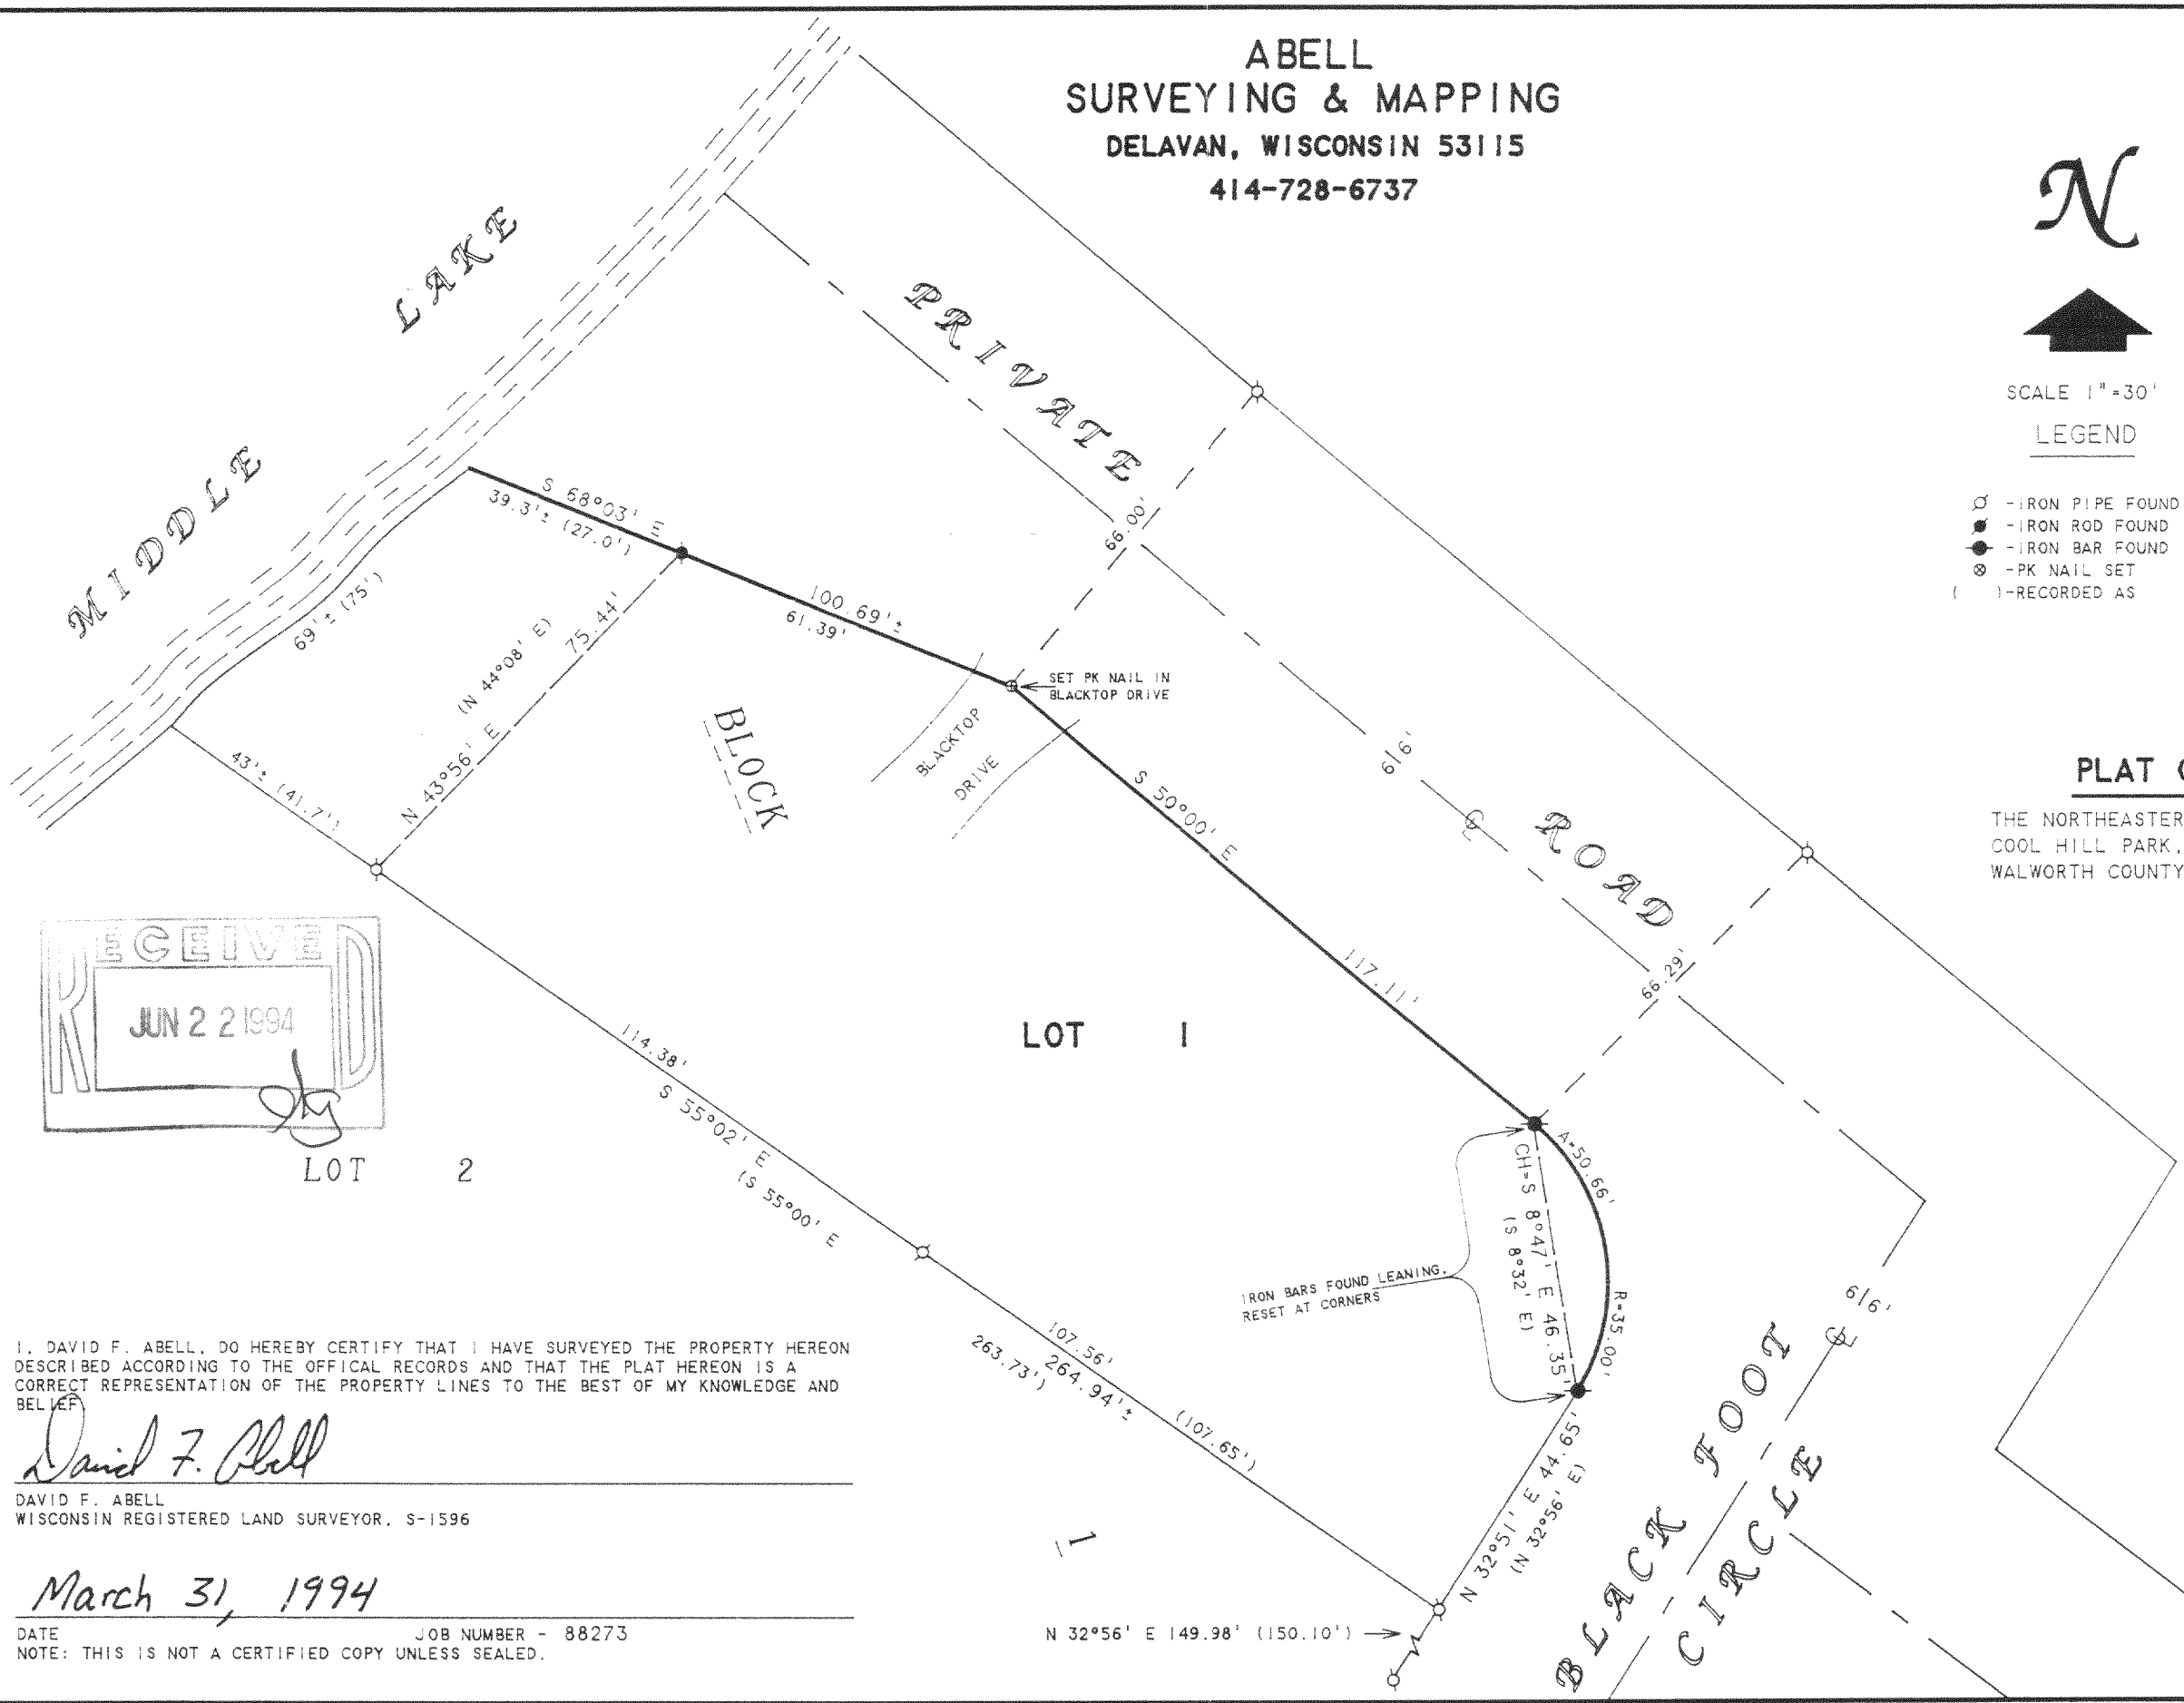 ABELL
SURVEYING & MAPPING
DELAVAN, WISCONSIN 53115
414-728-6737
N
SCALE 1"=30'
LEGEND
-IRON PIPE FOUND
-IRON ROD FOUND
-IRON BAR FOUND
-PK NAIL SET
( )-RECORDED AS
MIDDLE LAKE
PRIVATE ROAD
S 68°03' E
39.3'± (27.0')
100.69'±
61.39'
66.00'
69'± (75')
(N 44°08' E)
N 43°56' E 75.44'
43'± (41.7')
SET PK NAIL IN
BLACKTOP DRIVE
BLOCK
BLACKTOP
DRIVE
S 50°00' E
117.11'
616'
66.29'
PLAT
THE NORTHEASTER
COOL HILL PARK,
WALWORTH COUNTY
RECEIVED
JUN 22 1994
LOT 1
LOT 2
114.38'
S 55°02' E
(S 55°00' E
A=50.66'
CH=S 8°47' E 46.35'
(S 8°32' E)
R=35.00'
IRON BARS FOUND LEANING.
RESET AT CORNERS
107.56'
264.94'±
263.73')
(107.65')
N 32°51' E 44.65'
(N 32°56' E)
616'
BLACK FOOT
CIRCLE
1
N 32°56' E 149.98' (150.10')
I, DAVID F. ABELL, DO HEREBY CERTIFY THAT I HAVE SURVEYED THE PROPERTY HEREON
DESCRIBED ACCORDING TO THE OFFICAL RECORDS AND THAT THE PLAT HEREON IS A
CORRECT REPRESENTATION OF THE PROPERTY LINES TO THE BEST OF MY KNOWLEDGE AND
BELIEF
David F. Abell
DAVID F. ABELL
WISCONSIN REGISTERED LAND SURVEYOR, S-1596
March 31, 1994
DATE JOB NUMBER - 88273
NOTE: THIS IS NOT A CERTIFIED COPY UNLESS SEALED.